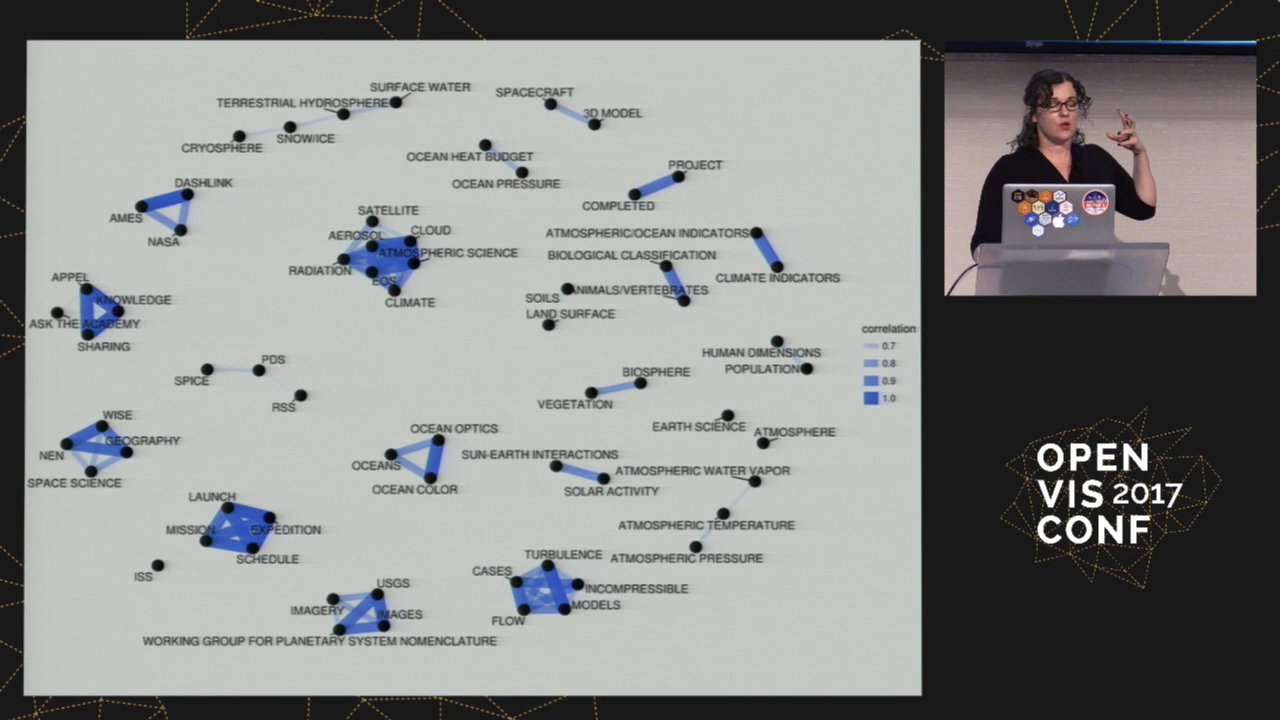 SURFACE WATER
SPACECRAFT
TERRESTRIAL HYDROSPHERE
3D MODEL
SNOW/ICE
CRYOSPHERE
OCEAN HEAT BUDGET
PROJECT
DASHLINK
OCEAN PRESSURE
COMPLETED
AMES
SATELLITE
NASA
AEROSOL
CLOUD
ATMOSPHERIC/OCEAN INDICATORS
ATMOSPHERIC SCIENCE
BIOLOGICAL CLASSIFICATION
RADIATION
EOS
CLIMATE INDICATORS
APPEL
ANIMALS/VERTEBRATES
KNOWLEDGE
CLIMATE
SOILS
LAND SURFACE
ASK THE ACADEMY
SHARING
correlation
0.7
0.8
0.9
1.0
HUMAN DIMENSIONS
PDS
POPULATION
SPICE
BIOSPHERE
RSS
VEGETATION
WISE
EARTH SCIENCE
ATMOSPHERE
OCEAN OPTICS
GEOGRAPHY
NEN
SUN-EARTH INTERACTIONS
OCEANS
ATMOSPHERIC WATER VAPOR
SPACE SCIENCE
OCEAN COLOR
SOLAR ACTIVITY
LAUNCH
MISSION
EXPEDITION
ATMOSPHERIC TEMPERATURE
SCHEDULE
TURBULENCE
ATMOSPHERIC PRESSURE
ISS
CASES
USGS
INCOMPRESSIBLE
IMAGERY
IMAGES
MODELS
FLOW
WORKING GROUP FOR PLANETARY SYSTEM NOMENCLATURE
OPEN
VIS 2017
CONF